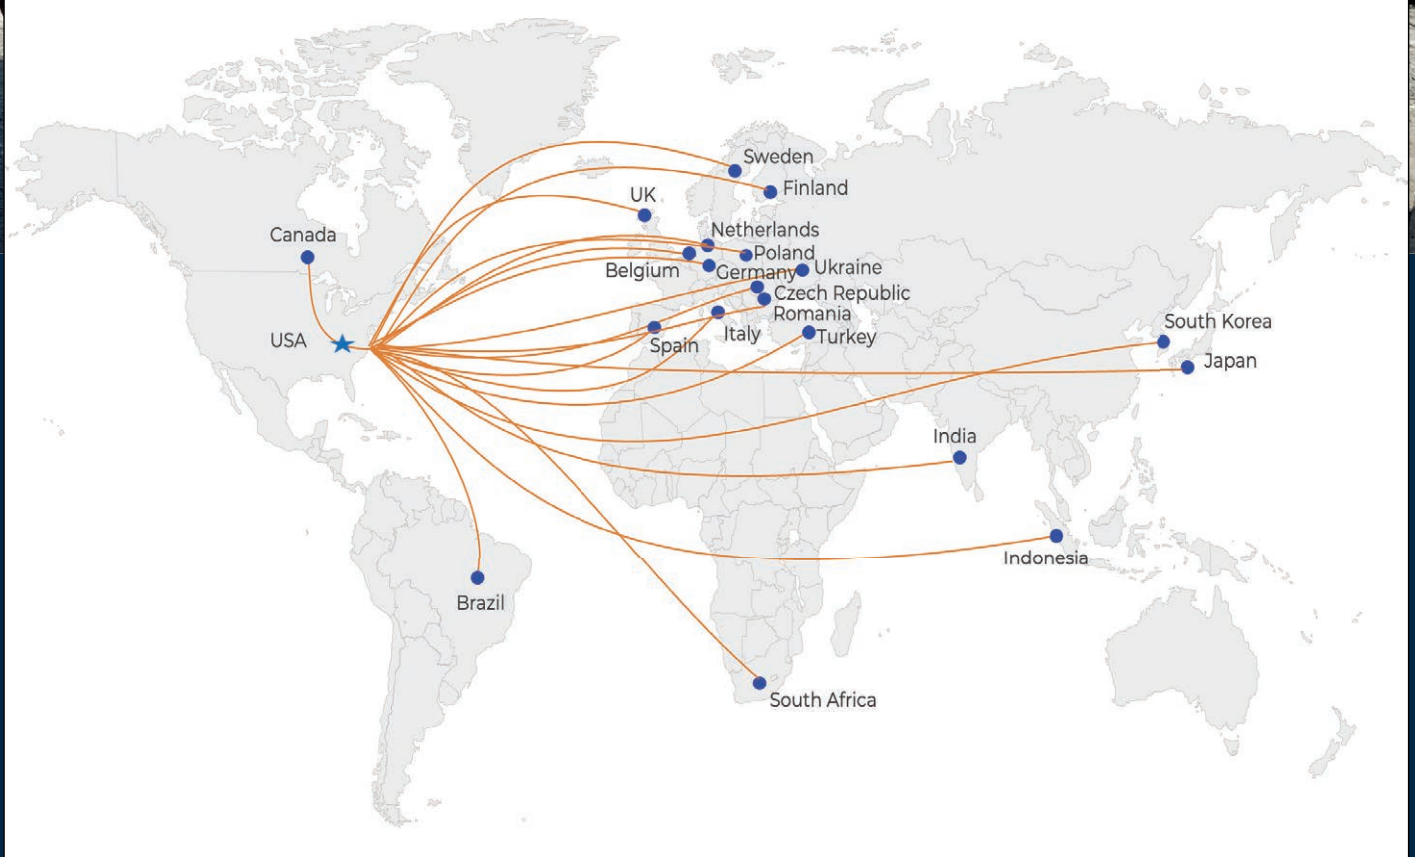 Sweden
Finland
UK
Netherlands
Canada
Poland
Belgium
Germany
Ukraine
Czech Republic
Romania
South Korea
USA
Italy
Turkey
Spain
Japan
India
Indonesia
Brazil
South Africa